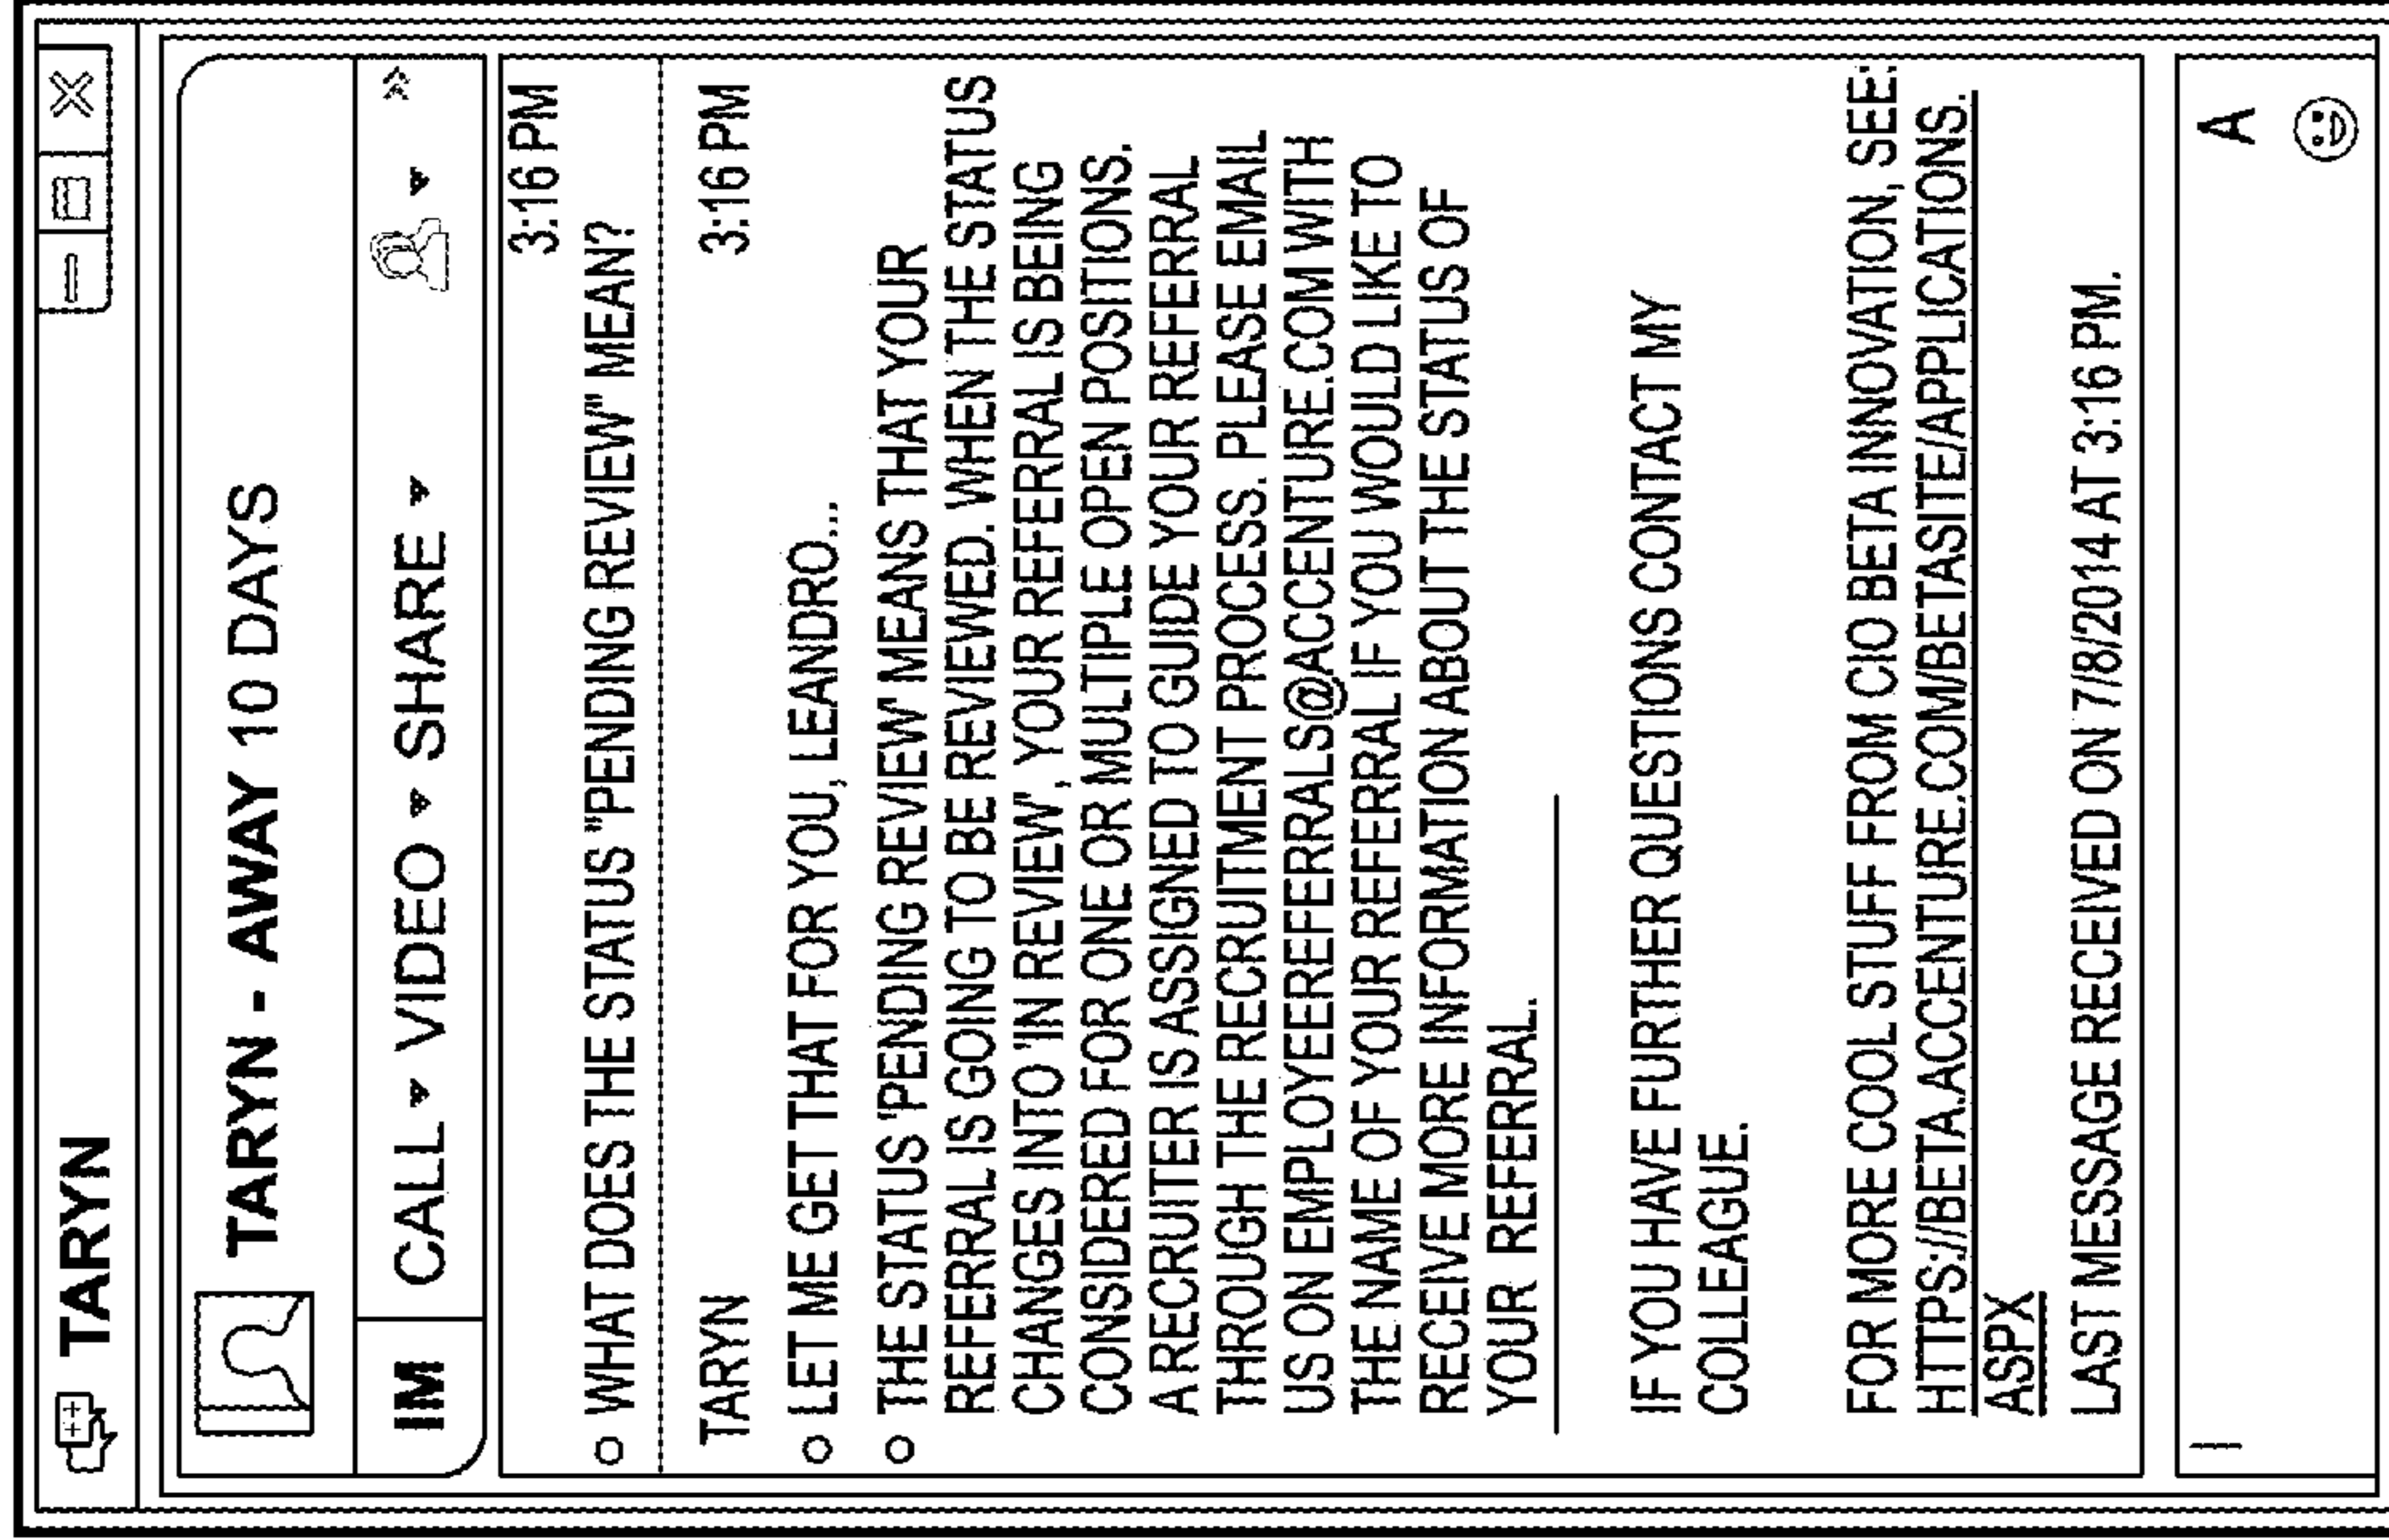 TARYN
TARYN - AWAY 10 DAYS
IM CALL VIDEO SHARE
3:16 PM
WHAT DOES THE STATUS "PENDING REVIEW" MEAN?
TARYN 3:16 PM
LET ME GET THAT FOR YOU, LEANDRO...
THE STATUS 'PENDING REVIEW' MEANS THAT YOUR
REFERRAL IS GOING TO BE REVIEWED. WHEN THE STATUS
CHANGES INTO 'IN REVIEW', YOUR REFERRAL IS BEING
CONSIDERED FOR ONE OR MULTIPLE OPEN POSITIONS.
A RECRUITER IS ASSIGNED TO GUIDE YOUR REFERRAL
THROUGH THE RECRUITMENT PROCESS. PLEASE EMAIL
US ON EMPLOYEEREFERRALS@ACCENTURE.COM WITH
THE NAME OF YOUR REFERRAL IF YOU WOULD LIKE TO
RECEIVE MORE INFORMATION ABOUT THE STATUS OF
YOUR REFERRAL.
IF YOU HAVE FURTHER QUESTIONS CONTACT MY
COLLEAGUE.
FOR MORE COOL STUFF FROM CIO BETA INNOVATION, SEE:
HTTPS://BETA.ACCENTURE.COM/BETASITE/APPLICATIONS.
ASPX
LAST MESSAGE RECEIVED ON 7/8/2014 AT 3:16 PM.
A